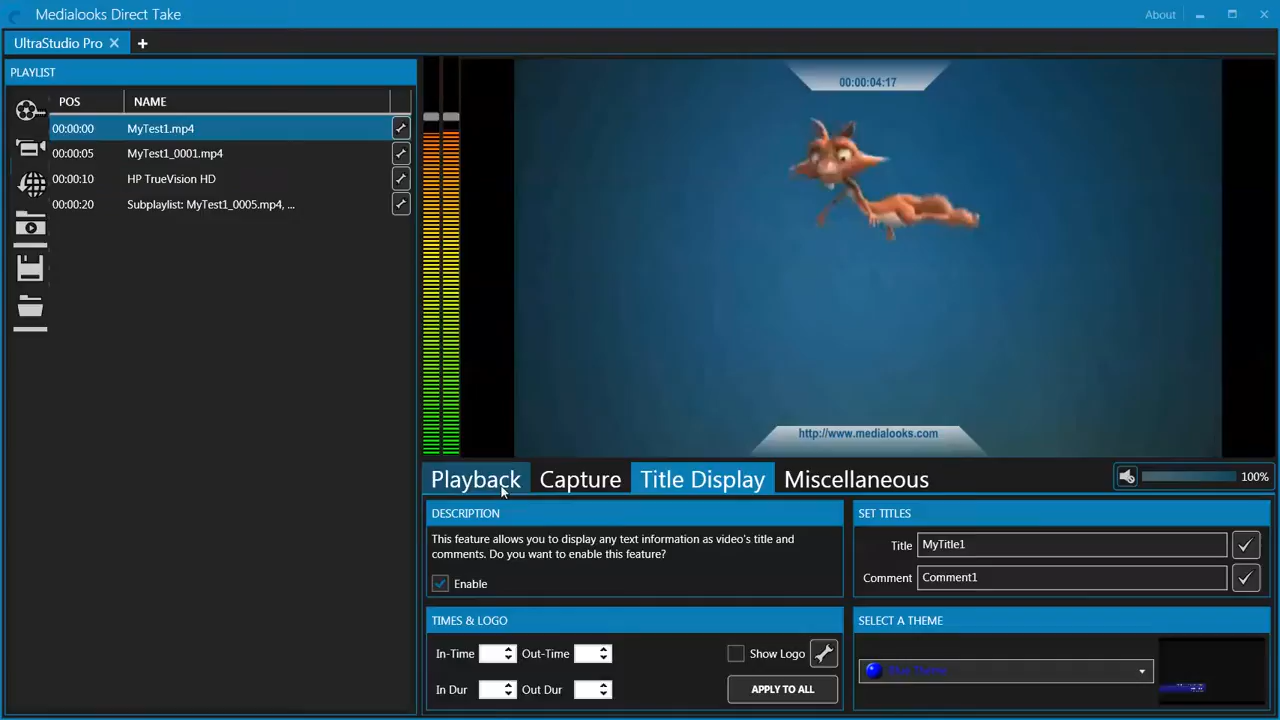 Medialooks Direct Take
About
UltraStudio Pro
PLAYLIST
POS NAME
00:00:00 MyTest1.mp4
00:00:05 MyTest1_0001.mp4
00:00:10 HP TrueVision HD
00:00:20 Subplaylist: MyTest1_0005.mp4, ...
00:00:04:17
http://www.medialooks.com
Playback Capture Title Display Miscellaneous
100%
DESCRIPTION
This feature allows you to display any text information as video's title and
comments. Do you want to enable this feature?
Enable
SET TITLES
Title MyTitle1
Comment Comment1
TIMES & LOGO
In-Time Out-Time Show Logo
In Dur Out Dur APPLY TO ALL
SELECT A THEME
Blue Theme